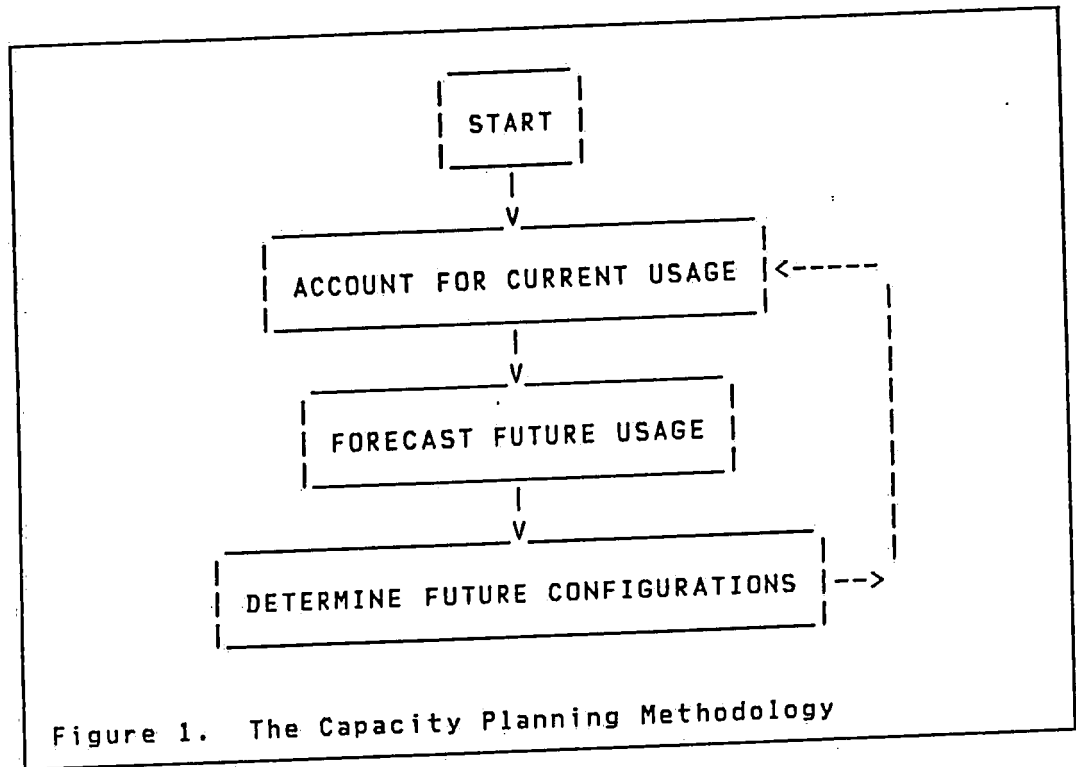 START
ACCOUNT FOR CURRENT USAGE
FORECAST FUTURE USAGE
DETERMINE FUTURE CONFIGURATIONS
Figure 1. The Capacity Planning Methodology